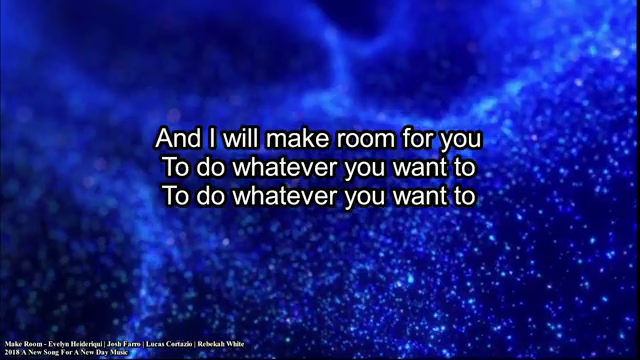 And I will make room for you
To do whatever you want to
To do whatever you want to
Make Room - Evelyn Heideriqui | Josh Farro | Lucas Cortazio | Rebekah White
2018 A New Song For A New Day Music